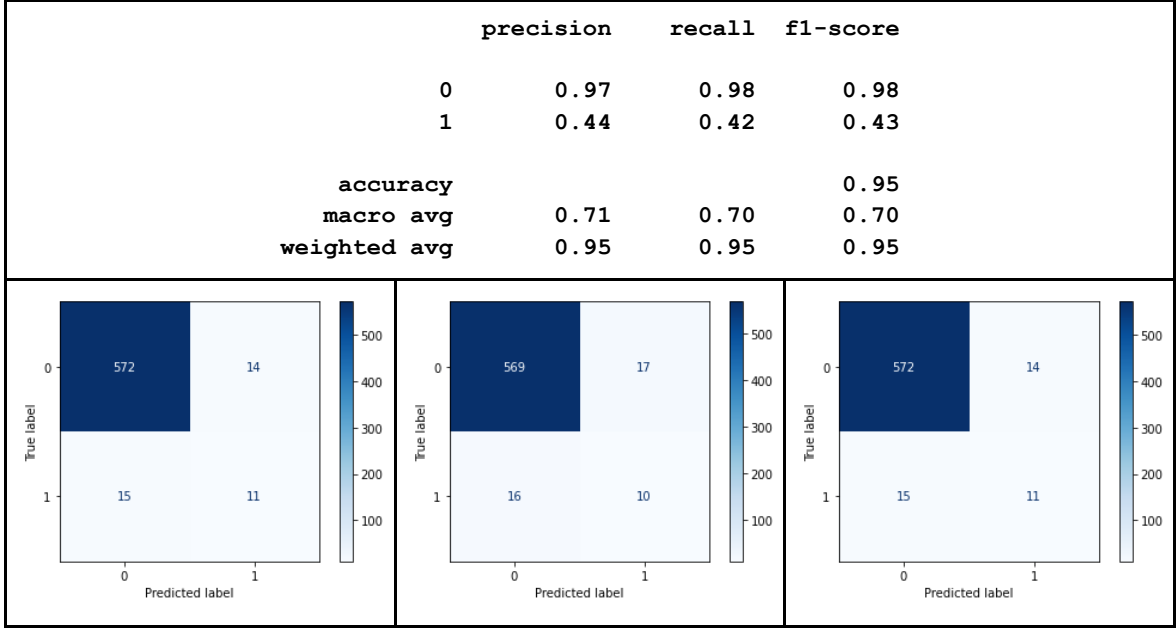 precision recall f1-score
0 0.97 0.98 0.98
1 0.44 0.42 0.43
accuracy 0.95
macro avg 0.71 0.70 0.70
weighted avg 0.95 0.95 0.95
True label
0
1
572 14
15 11
0 1
Predicted label
500
400
300
200
100
True label
0
1
569 17
16 10
0 1
Predicted label
500
400
300
200
100
True label
0
1
572 14
15 11
0 1
Predicted label
500
400
300
200
100